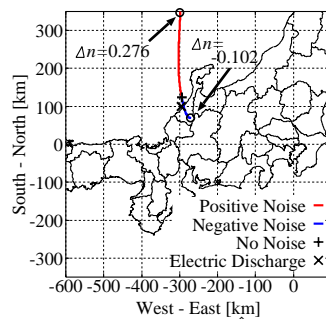 Δn=0.276
Δn=
-0.102
South - North [km]
300
200
100
0
-100
-200
-300
Positive Noise
Negative Noise
No Noise
Electric Discharge
-600 -500 -400 -300 -200 -100 0
West - East [km]